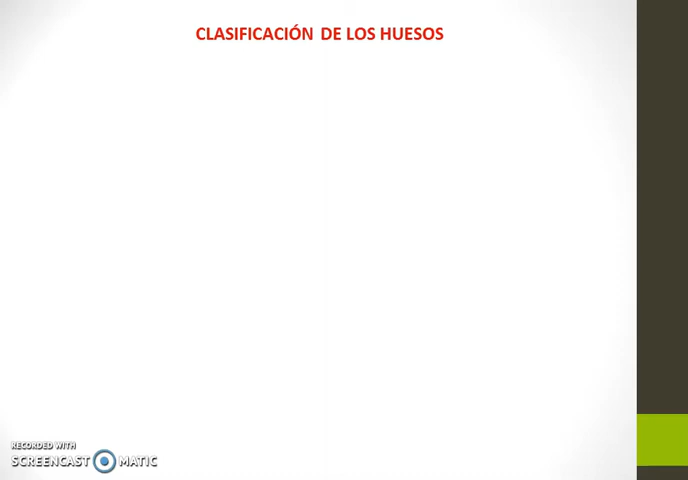 CLASIFICACIÓN DE LOS HUESOS
RECORDED WITH
SCREENCAST MATIC